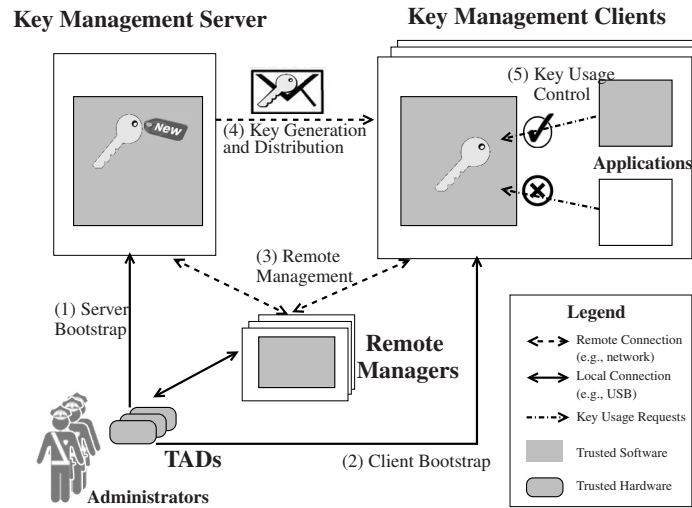 Key Management Server
Key Management Clients
New
(4) Key Generation
and Distribution
(5) Key Usage
Control
Applications
(3) Remote
Management
(1) Server
Bootstrap
Remote
Managers
TADs
(2) Client Bootstrap
Administrators
Legend
Remote Connection
(e.g., network)
Local Connection
(e.g., USB)
Key Usage Requests
Trusted Software
Trusted Hardware